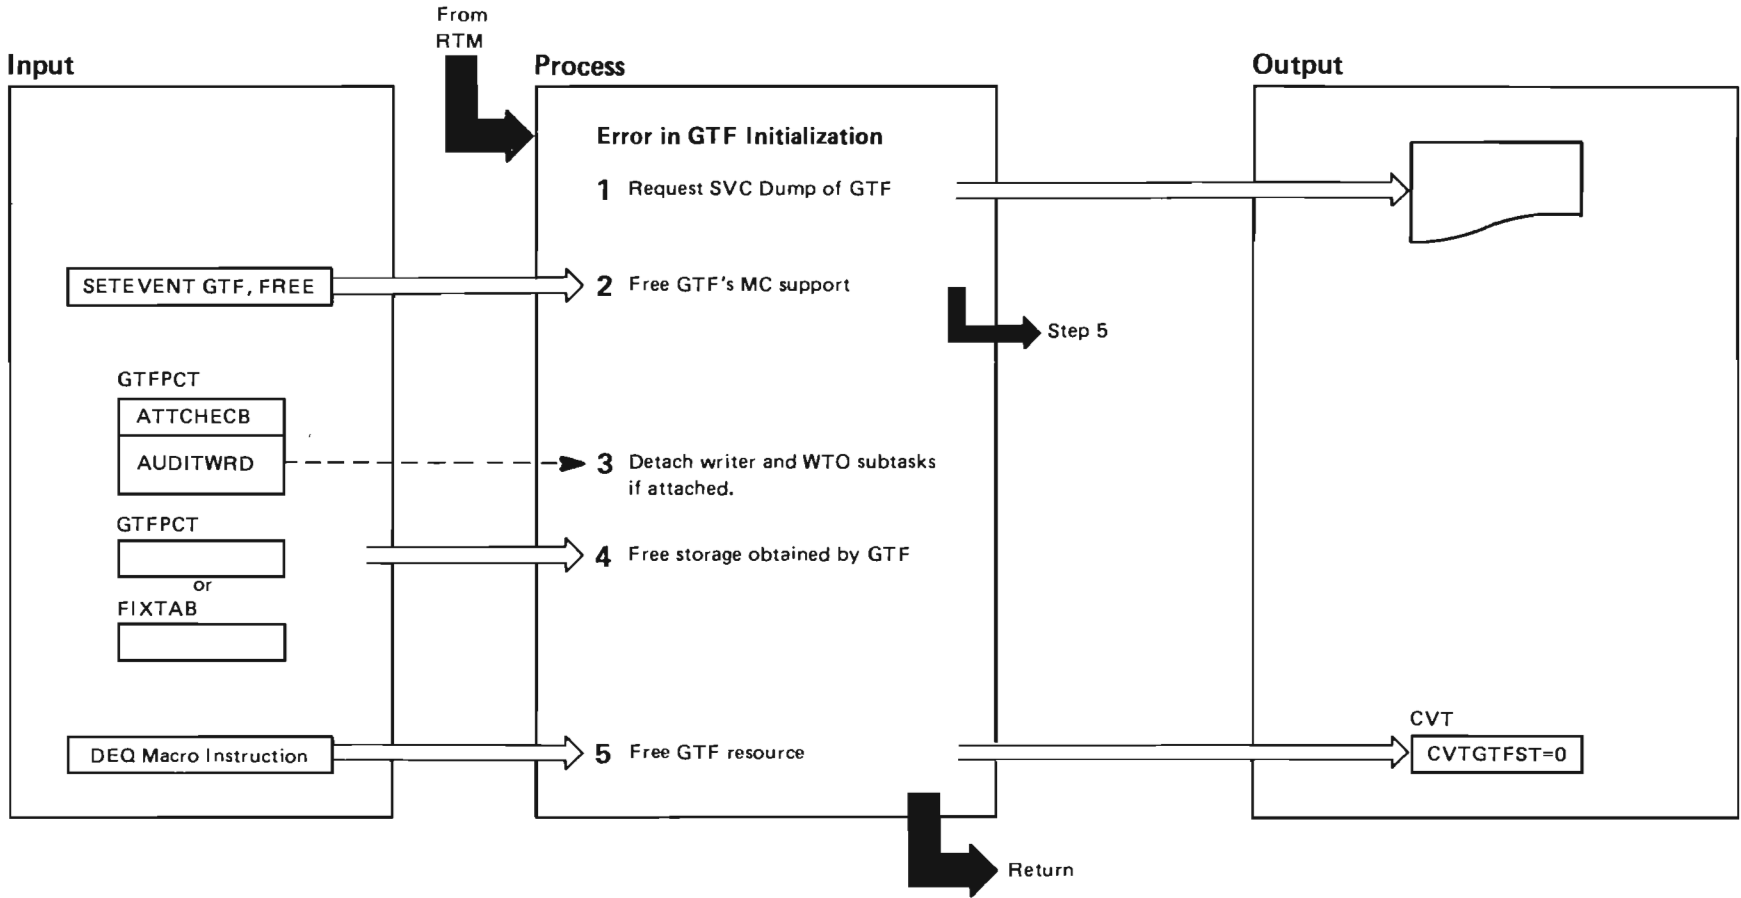 From
RTM
Input
Process
Output
Error in GTF Initialization
1 Request SVC Dump of GTF
SETEVENT GTF, FREE
2 Free GTF's MC support
Step 5
GTFPCT
ATTCHECB
AUDITWRD
3 Detach writer and WTO subtasks
if attached.
GTFPCT
or
FIXTAB
4 Free storage obtained by GTF
DEQ Macro Instruction
5 Free GTF resource
CVT
CVTGTFST=0
Return